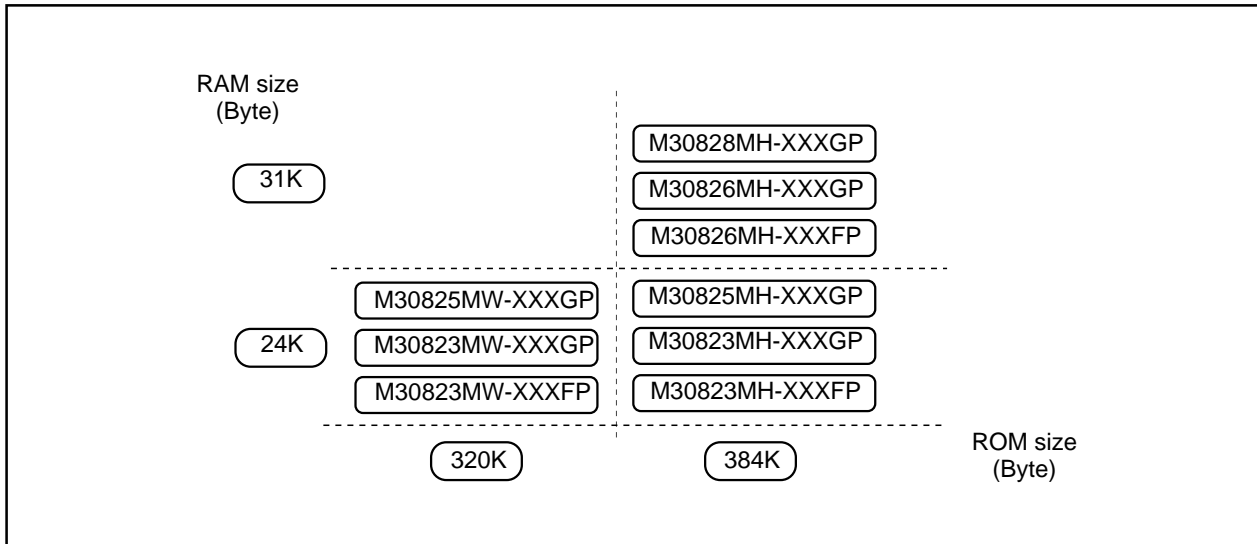 RAM size
(Byte)
M30828MH-XXXGP
31K
M30826MH-XXXGP
M30826MH-XXXFP
M30825MW-XXXGP
M30825MH-XXXGP
24K
M30823MW-XXXGP
M30823MH-XXXGP
M30823MW-XXXFP
M30823MH-XXXFP
320K
384K
ROM size
(Byte)